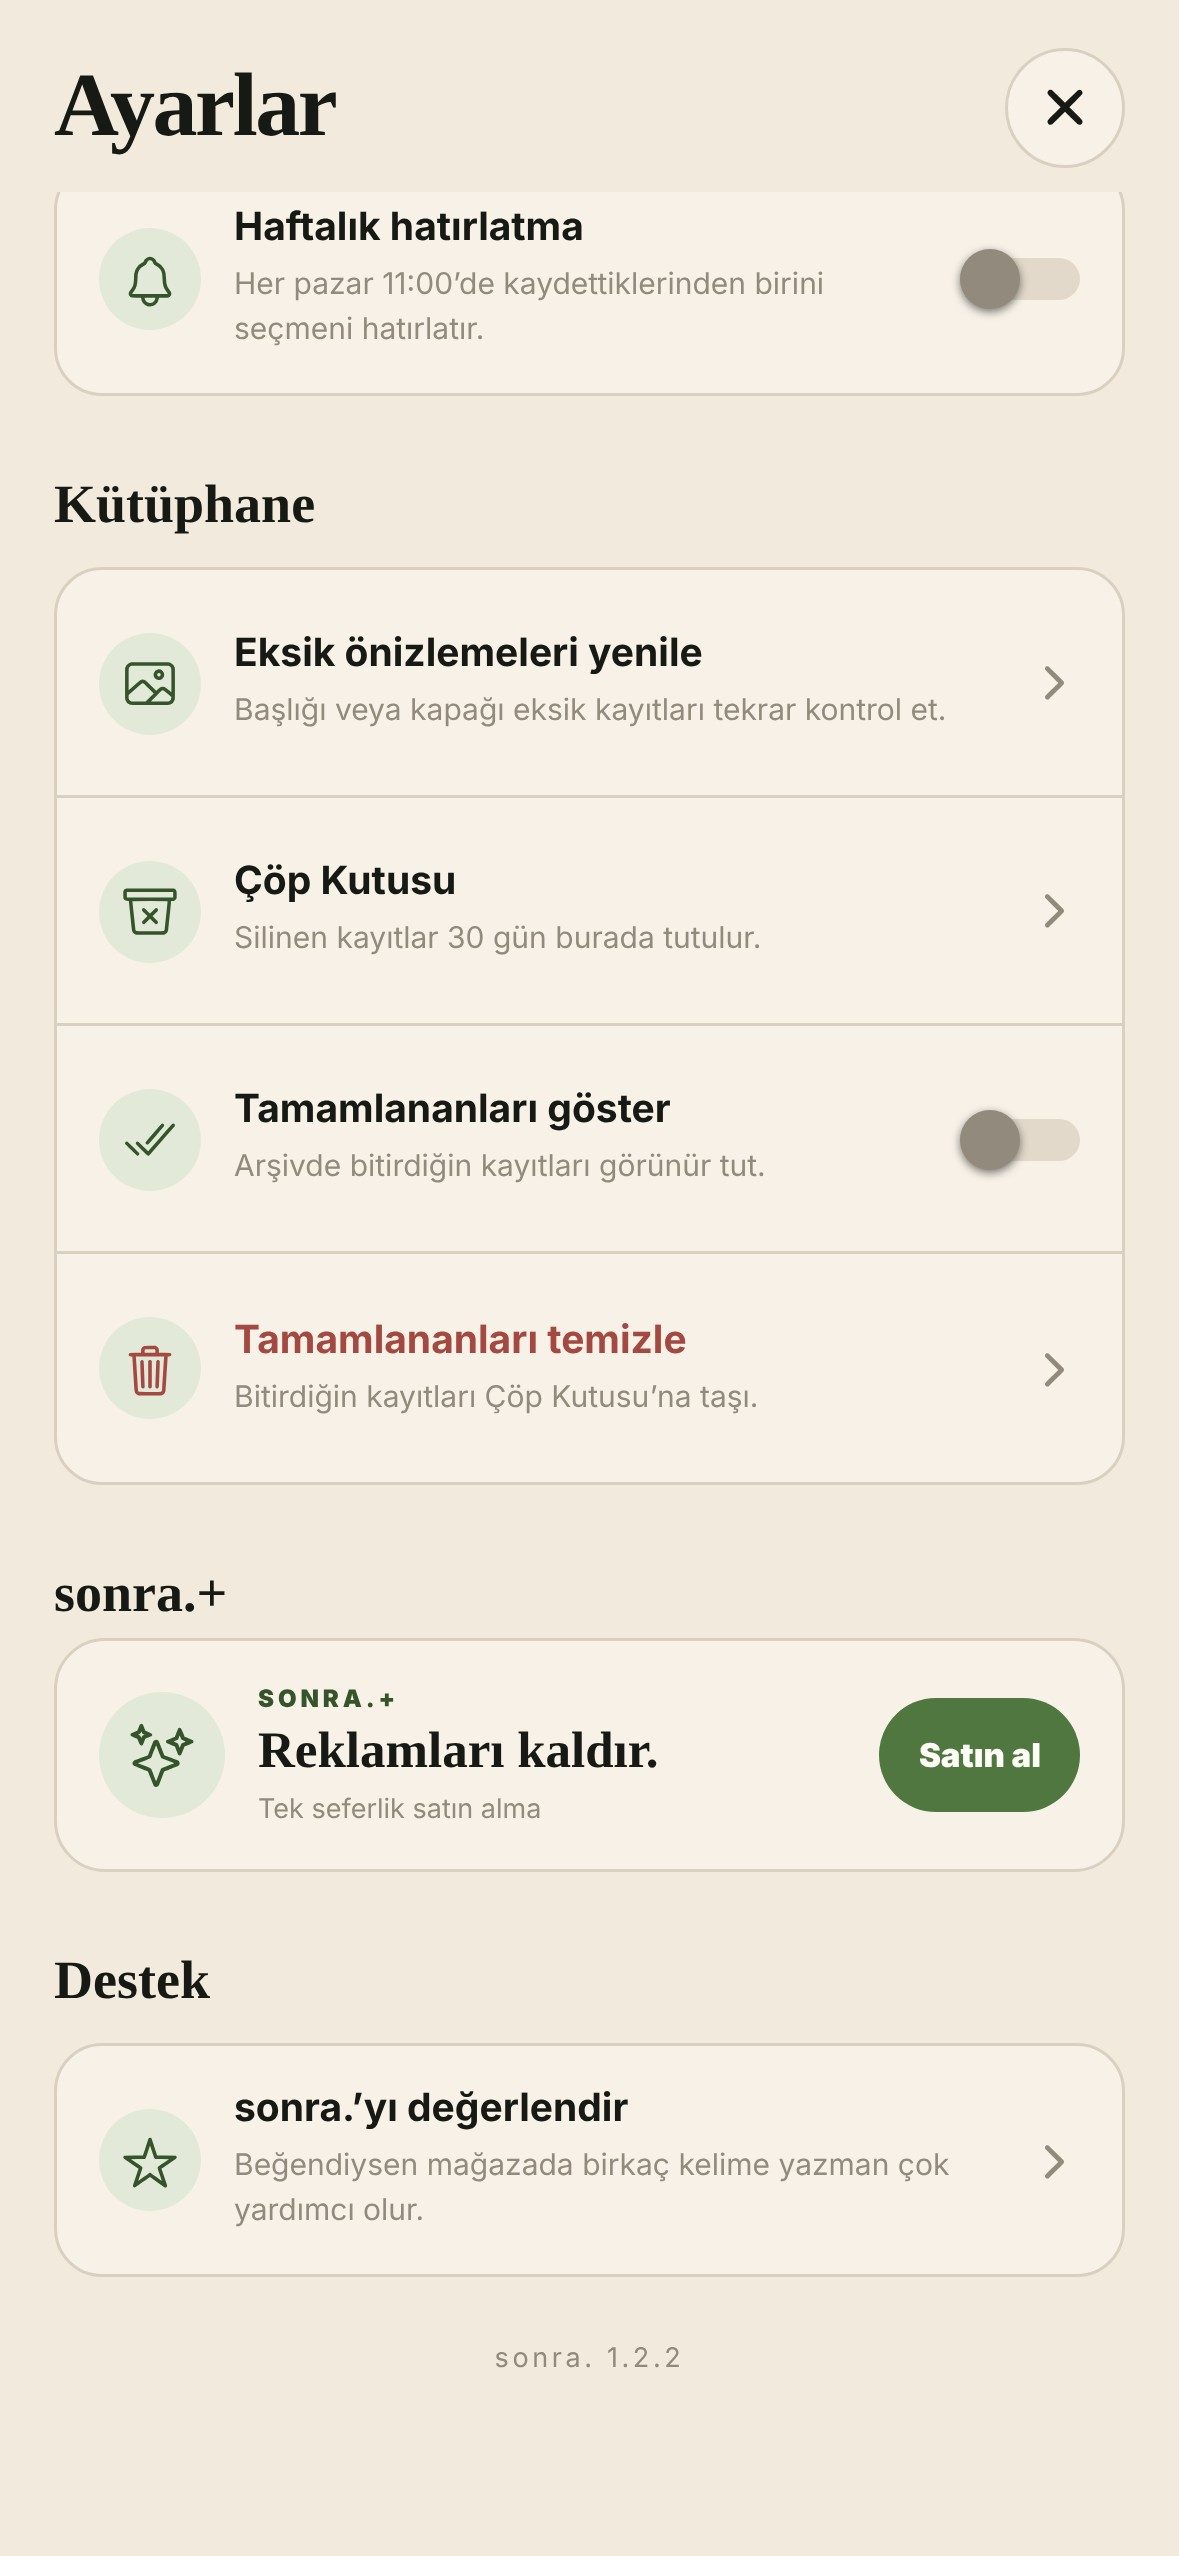 Ayarlar
Haftalık hatırlatma
Her pazar 11:00’de kaydettiklerinden birini
seçmeni hatırlatır.
Kütüphane
Eksik önizlemeleri yenile
Başlığı veya kapağı eksik kayıtları tekrar kontrol et.
Çöp Kutusu
Silinen kayıtlar 30 gün burada tutulur.
Tamamlananları göster
Arşivde bitirdiğin kayıtları görünür tut.
Tamamlananları temizle
Bitirdiğin kayıtları Çöp Kutusu’na taşı.
sonra.+
SONRA.+
Reklamları kaldır.
Tek seferlik satın alma
Satın al
Destek
sonra.’yı değerlendir
Beğendiysen mağazada birkaç kelime yazman çok
yardımcı olur.
sonra. 1.2.2